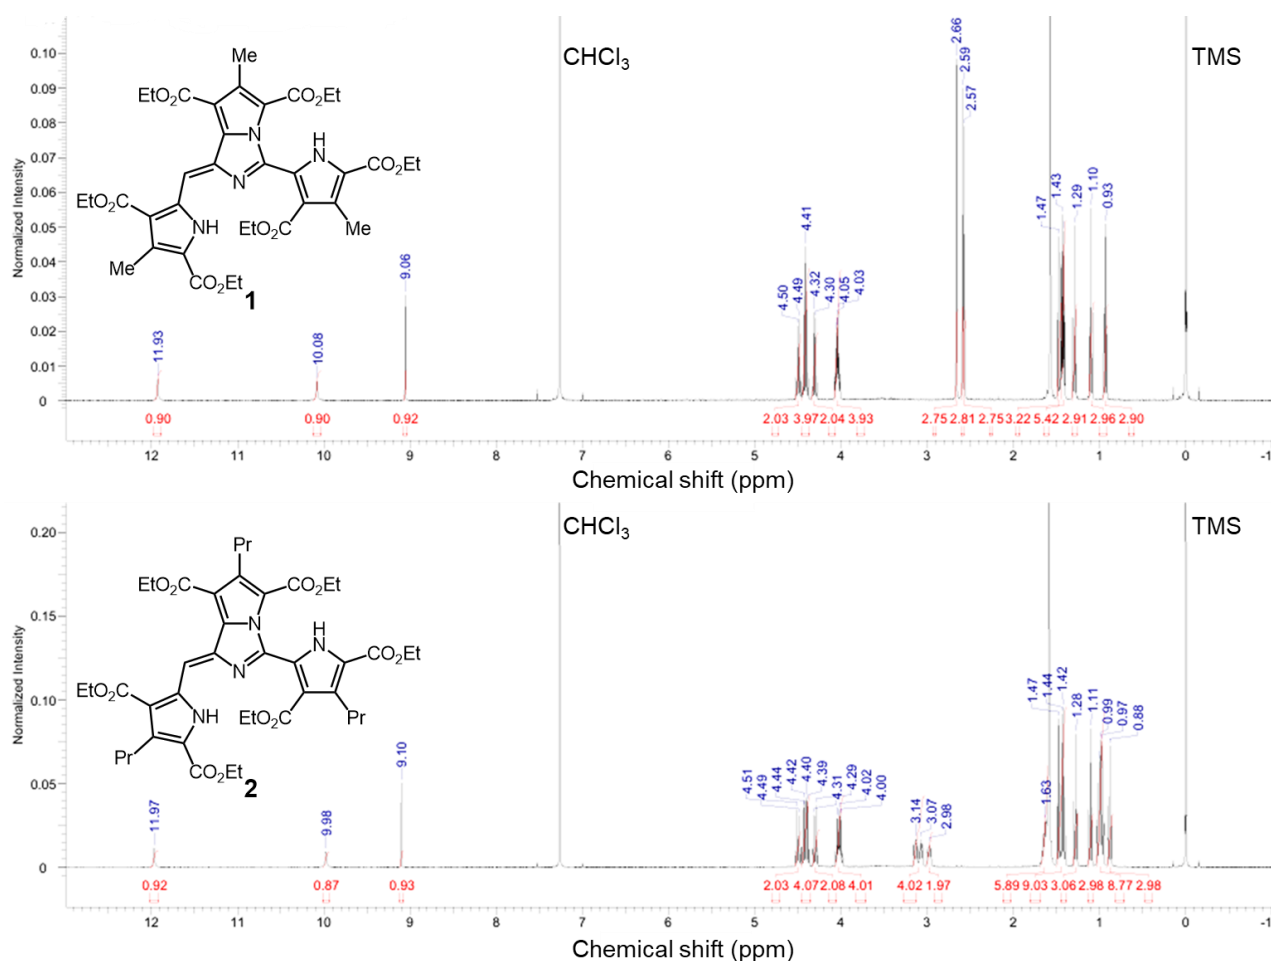 Normalized Intensity
0.10
0.09
0.08
0.07
0.06
0.05
0.04
0.03
0.02
0.01
0
Me
EtO₂C
CO₂Et
N
H
N
CO₂Et
N
EtO₂C
NH
EtO₂C
Me
Me
CO₂Et
1
CHCl₃
TMS
11.93
10.08
9.06
4.50
4.49
4.41
4.32
4.30
4.05
4.03
2.66
2.59
2.57
1.47
1.43
1.29
1.10
0.93
0.90 0.90 0.92 2.03 3.97 2.04 3.93 2.75 2.81 2.75 3.22 5.42 2.91 2.96 2.90
12 11 10 9 8 7 6 5 4 3 2 1 0 -1
Chemical shift (ppm)
Normalized Intensity
0.20
0.15
0.10
0.05
0
Pr
EtO₂C
CO₂Et
N
H
N
CO₂Et
N
EtO₂C
NH
EtO₂C
Pr
Pr
CO₂Et
2
CHCl₃
TMS
11.97
9.98
9.10
4.51
4.49
4.44
4.42
4.40
4.39
4.31
4.29
4.02
4.00
3.14
3.07
2.98
1.63
1.47
1.44
1.42
1.28
1.11
0.99
0.97
0.88
0.92 0.87 0.93 2.03 4.07 2.08 4.01 4.02 1.97 5.89 9.03 3.06 2.98 8.77 2.98
12 11 10 9 8 7 6 5 4 3 2 1 0 -1
Chemical shift (ppm)